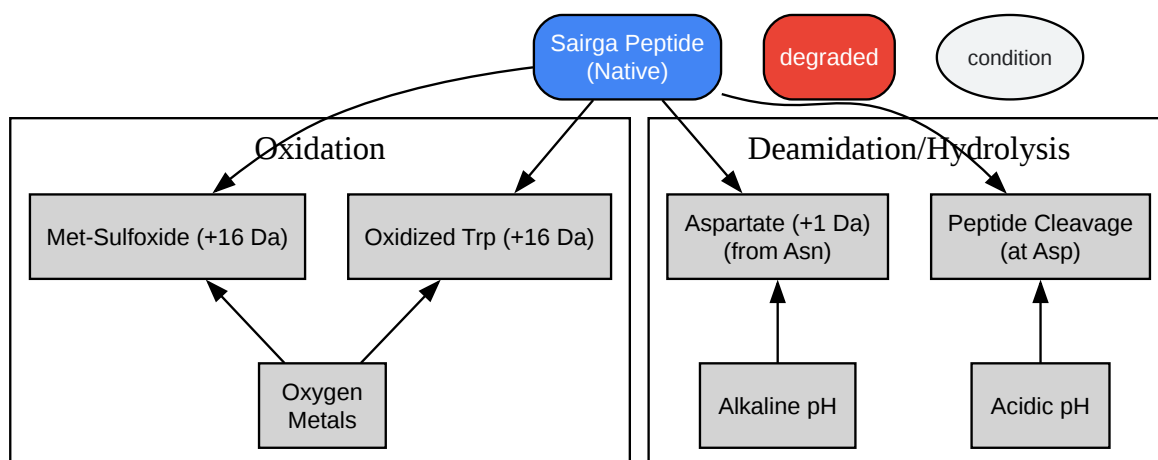 Sairga Peptide
(Native)
degraded
condition
Oxidation
Deamidation/Hydrolysis
Met-Sulfoxide (+16 Da)
Oxidized Trp (+16 Da)
Aspartate (+1 Da)
(from Asn)
Peptide Cleavage
(at Asp)
Oxygen
Metals
Alkaline pH
Acidic pH